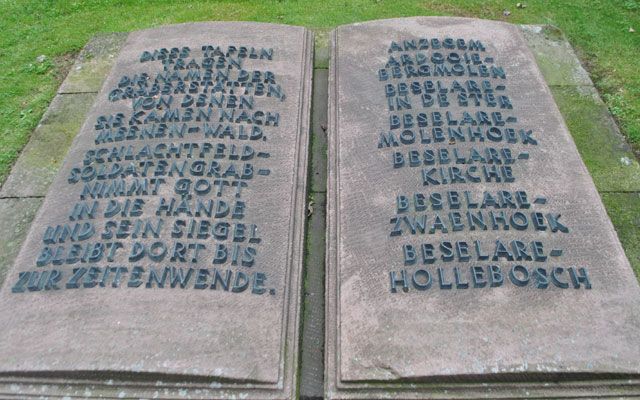 DIESE TAFELN
TRAGEN
DIE NAMEN DER
GRÄBERSTÄTTEN,
VON DENEN
SIE KAMEN NACH
MEENEN-WALD.
SCHLACHTFELD-
SOLDATENGRAB-
NIMMT GOTT
IN DIE HÄNDE
UND SEIN SIEGEL
BLEIBT DORT BIS
ZUR ZEITENWENDE.
ANZEGEM
ARDOOIE-
BERGMOLEN
BESELARE-
IN DE STER
BESELARE-
MOLENHOEK
BESELARE-
KIRCHE
BESELARE-
ZWAENHOEK
BESELARE-
HOLLEBOSCH